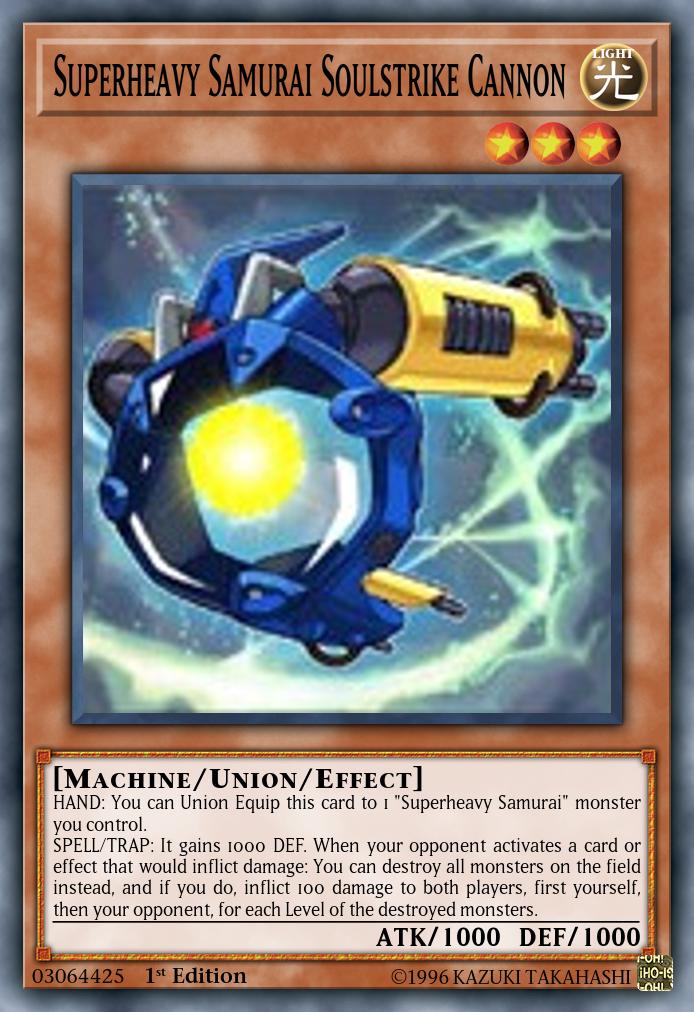 Superheavy Samurai Soulstrike Cannon
LIGHT
光
[Machine/Union/Effect]
HAND: You can Union Equip this card to 1 "Superheavy Samurai" monster
you control.
SPELL/TRAP: It gains 1000 DEF. When your opponent activates a card or
effect that would inflict damage: You can destroy all monsters on the field
instead, and if you do, inflict 100 damage to both players, first yourself,
then your opponent, for each Level of the destroyed monsters.
ATK/1000 DEF/1000
03064425 1st Edition ©1996 KAZUKI TAKAHASHI